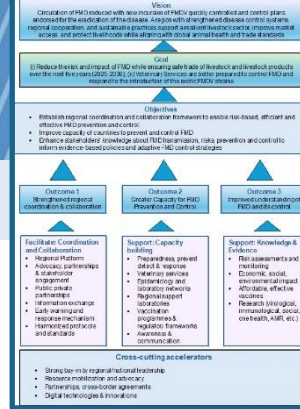 Vision
Circulation of FMD reduced with new incursion of FMDV quickly controlled and control plans
endorsed for the eradication of the disease. A region with strengthened disease control systems,
regional cooperation, and sustainable practices support a resilient livestock sector, improve market
access, and protect livelihoods while aligning with global animal health and trade standards
Goal
(i) Reduce the risk and impact of FMD while ensuring safe trade of livestock and livestock products
over the next five years (2025-2030); (ii) Veterinary Services are better prepared to control FMD and
respond to the introduction of the exotic FMDV strains
Objectives
• Establish regional coordination and collaboration framework to enable risk-based, efficient and
effective FMD prevention and control.
• Improve capacity of countries to prevent and control FMD
• Enhance stakeholders' knowledge about FMD transmission, risks, prevention and control to
inform evidence-based policies and adaptive FMD control strategies
Outcome 1
Strengthened regional
coordination & collaboration
Outcome 2
Greater Capacity for FMD
Prevention and Control
Outcome 3
Improved understanding of
FMD and its control
Facilitate: Coordination
and Collaboration
• Regional Platform
• Advocacy, partnerships
& stakeholder
engagement
• Public private
partnerships
• Information exchange
• Early warning and
response mechanism
• Harmonized protocols
and standards
Support: Capacity
building
• Preparedness, prevent
detect & response
• Veterinary services
• Epidemiology and
laboratory networks
• Regional support
laboratories
• Vaccination
programmes &
regulatory frameworks
• Awareness &
communication
Support: Knowledge &
Evidence
• Risk assessments and
monitoring
• Economic, social,
environmental impact
• Affordable, effective
vaccines
• Research (virological,
immunological, social,
one health, AMR, etc.)
Cross-cutting accelerators
• Strong buy-in by regional/national leadership
• Resource mobilization and advocacy
• Partnerships, cross-border agreements
• Digital technologies & innovations